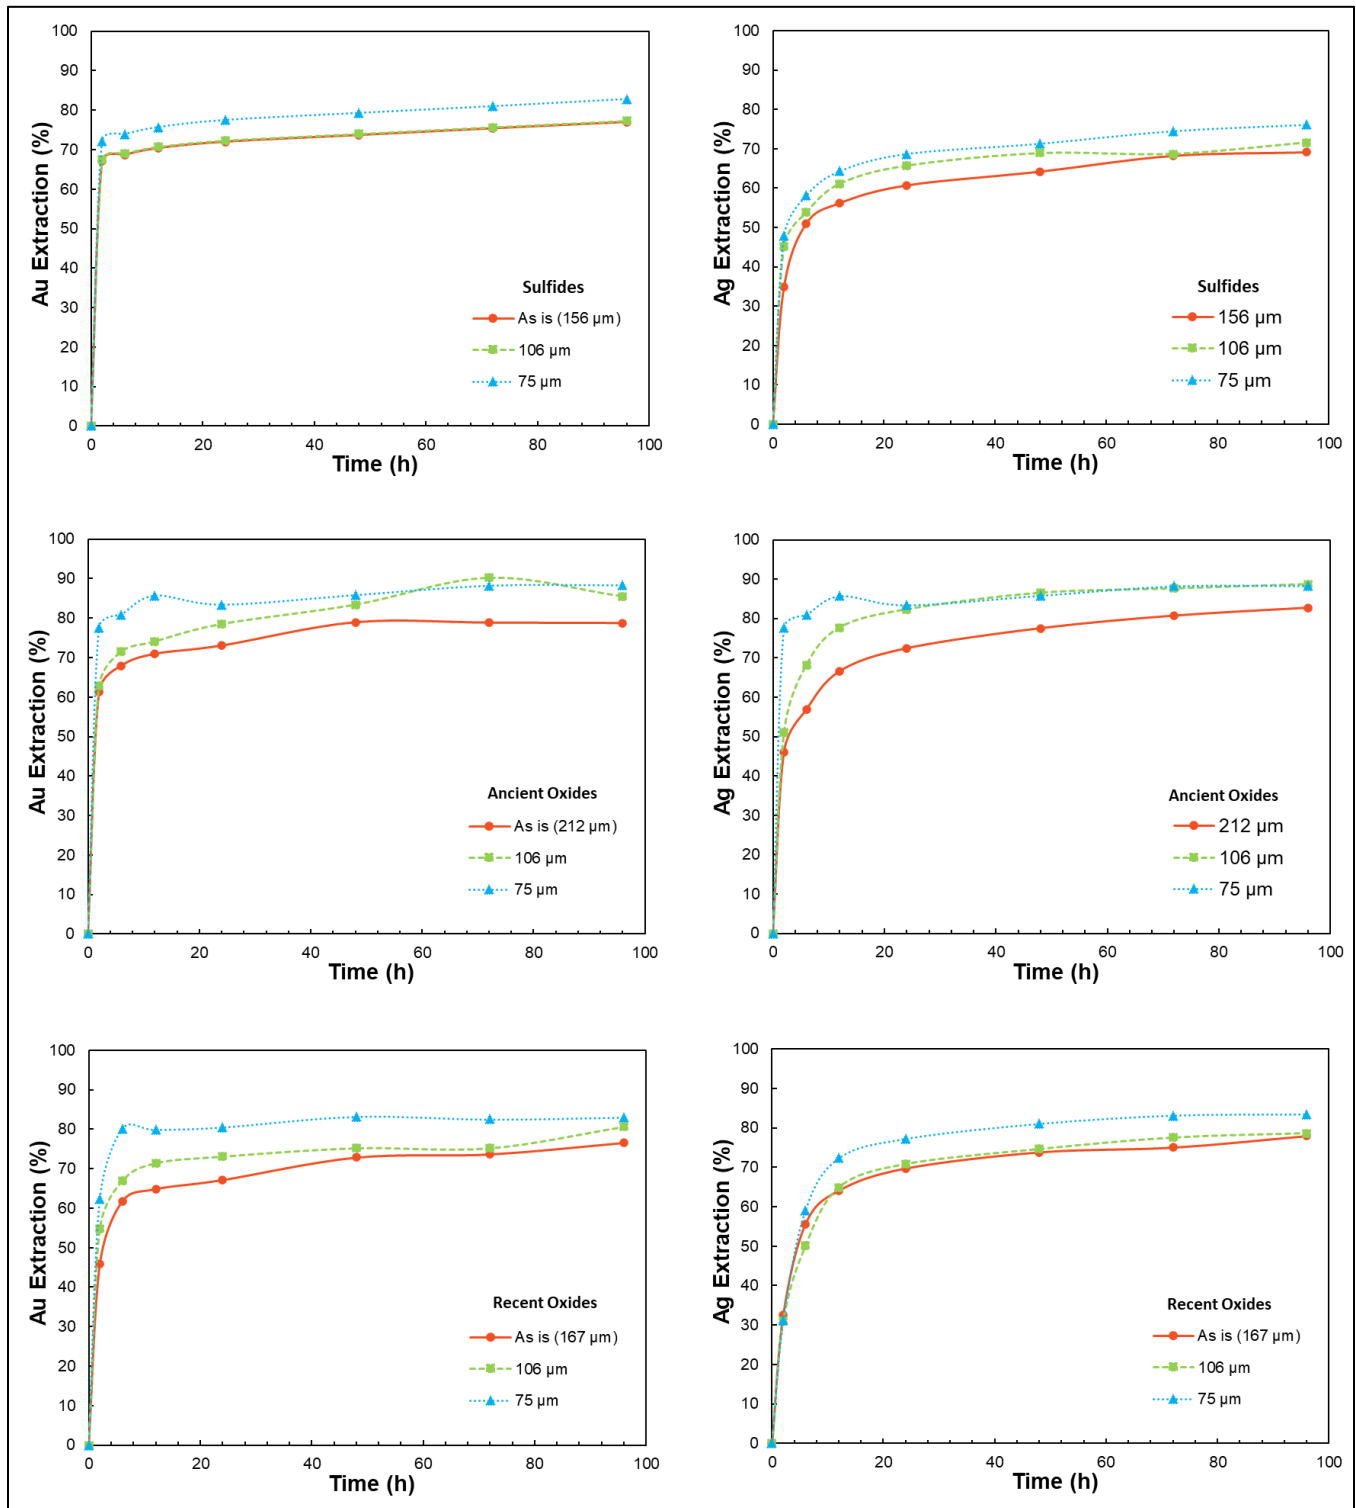 100
90
80
70
60
50
40
30
20
10
0
Au Extraction (%)
Sulfides
As is (156 µm)
106 µm
75 µm
0 20 40 60 80 100
Time (h)
100
90
80
70
60
50
40
30
20
10
0
Ag Extraction (%)
Sulfides
156 µm
106 µm
75 µm
0 20 40 60 80 100
Time (h)
100
90
80
70
60
50
40
30
20
10
0
Au Extraction (%)
Ancient Oxides
As is (212 µm)
106 µm
75 µm
0 20 40 60 80 100
Time (h)
100
90
80
70
60
50
40
30
20
10
0
Ag Extraction (%)
Ancient Oxides
212 µm
106 µm
75 µm
0 20 40 60 80 100
Time (h)
100
90
80
70
60
50
40
30
20
10
0
Au Extraction (%)
Recent Oxides
As is (167 µm)
106 µm
75 µm
0 20 40 60 80 100
Time (h)
100
90
80
70
60
50
40
30
20
10
0
Ag Extraction (%)
Recent Oxides
As is (167 µm)
106 µm
75 µm
0 20 40 60 80 100
Time (h)